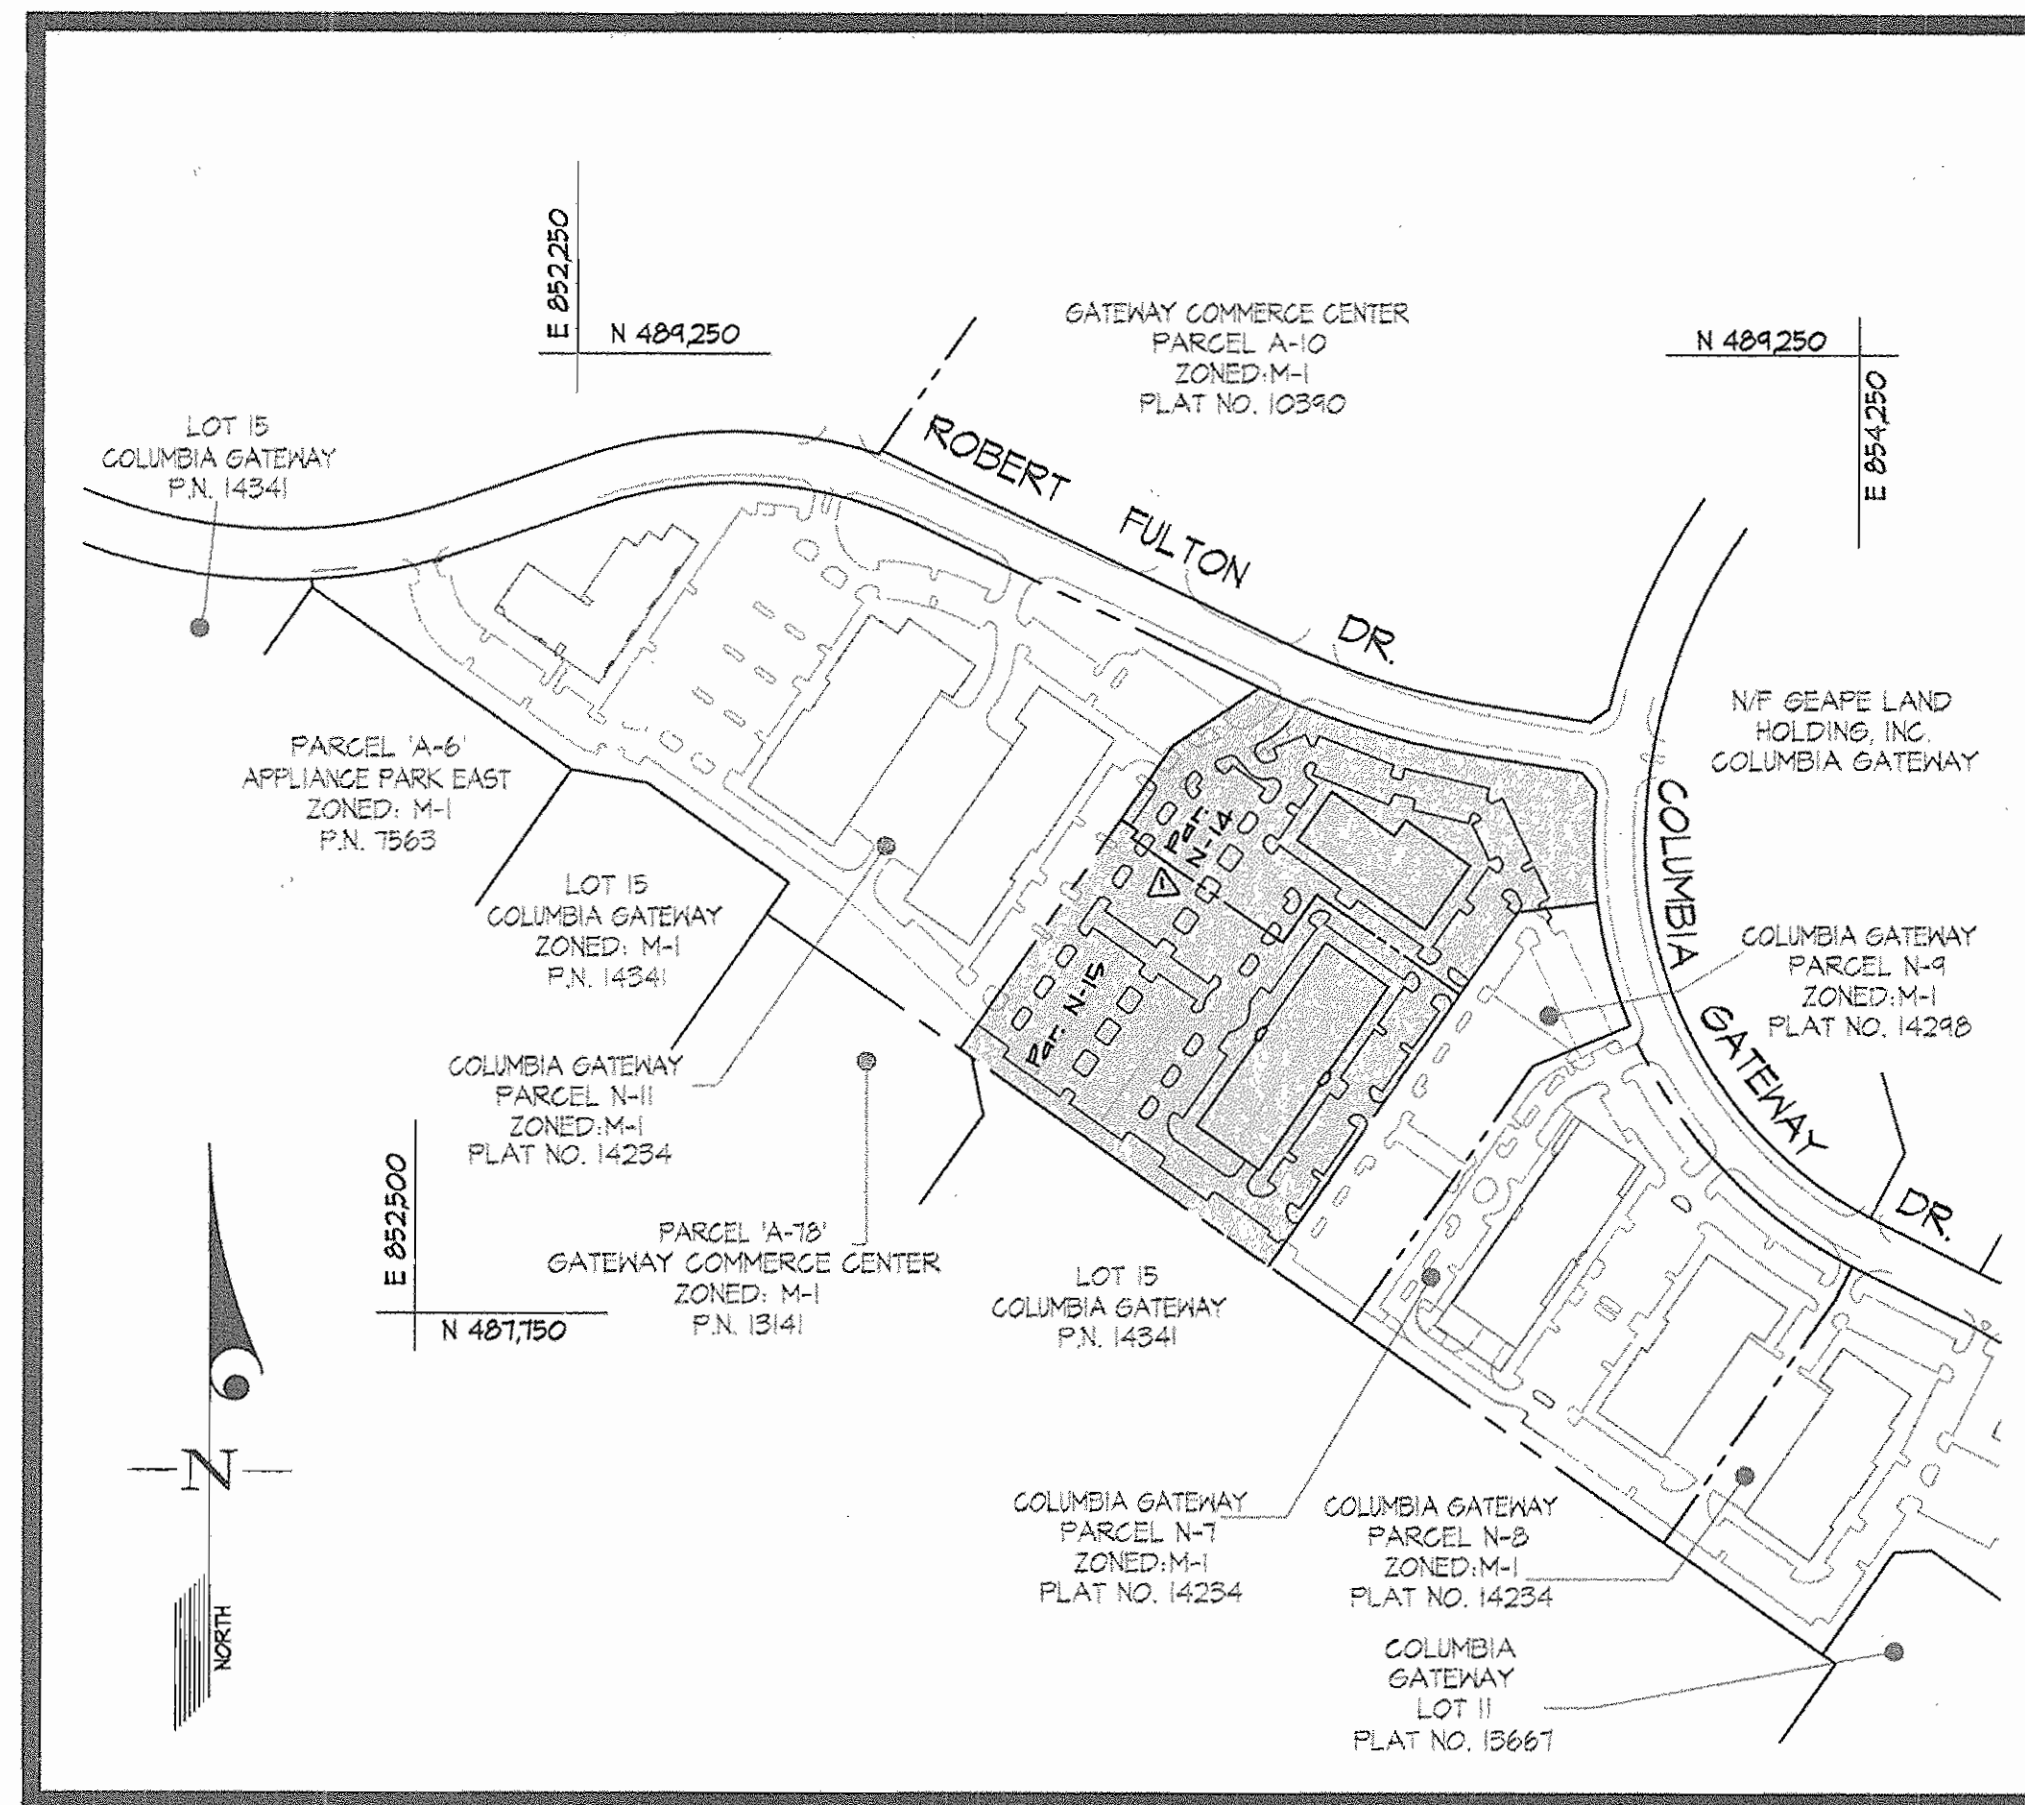 E 852,250
N 489,250
GATEWAY COMMERCE CENTER
PARCEL A-10
ZONED: M-1
PLAT NO. 10390
N 489,250
E 854,250
LOT 15
COLUMBIA GATEWAY
P.N. 14341
ROBERT FULTON DR.
N/F GEAPE LAND
HOLDING, INC.
COLUMBIA GATEWAY
PARCEL 'A-6'
APPLIANCE PARK EAST
ZONED: M-1
P.N. 7563
Par.
N-14
1
COLUMBIA GATEWAY DR.
LOT 15
COLUMBIA GATEWAY
ZONED: M-1
P.N. 14341
Par. N-15
COLUMBIA GATEWAY
PARCEL N-9
ZONED: M-1
PLAT NO. 14298
COLUMBIA GATEWAY
PARCEL N-11
ZONED: M-1
PLAT NO. 14234
E 852,500
N 487,750
PARCEL 'A-78'
GATEWAY COMMERCE CENTER
ZONED: M-1
P.N. 13141
LOT 15
COLUMBIA GATEWAY
P.N. 14341
N
NORTH
COLUMBIA GATEWAY
PARCEL N-7
ZONED: M-1
PLAT NO. 14234
COLUMBIA GATEWAY
PARCEL N-8
ZONED: M-1
PLAT NO. 14234
COLUMBIA
GATEWAY
LOT 11
PLAT NO. 13667